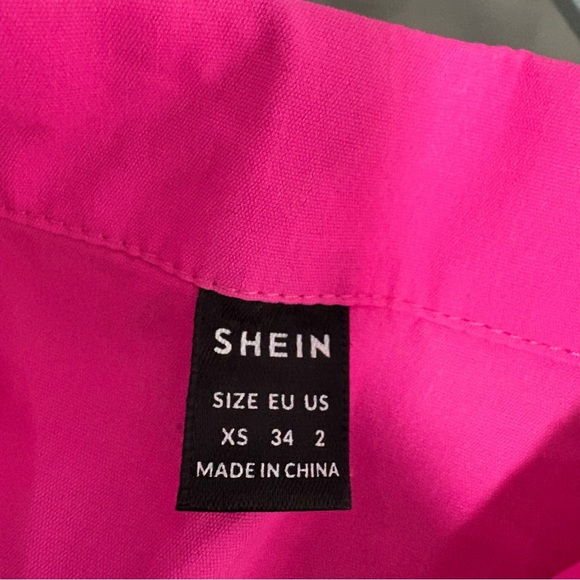 SHEIN
SIZE EU US
XS 34 2
MADE IN CHINA